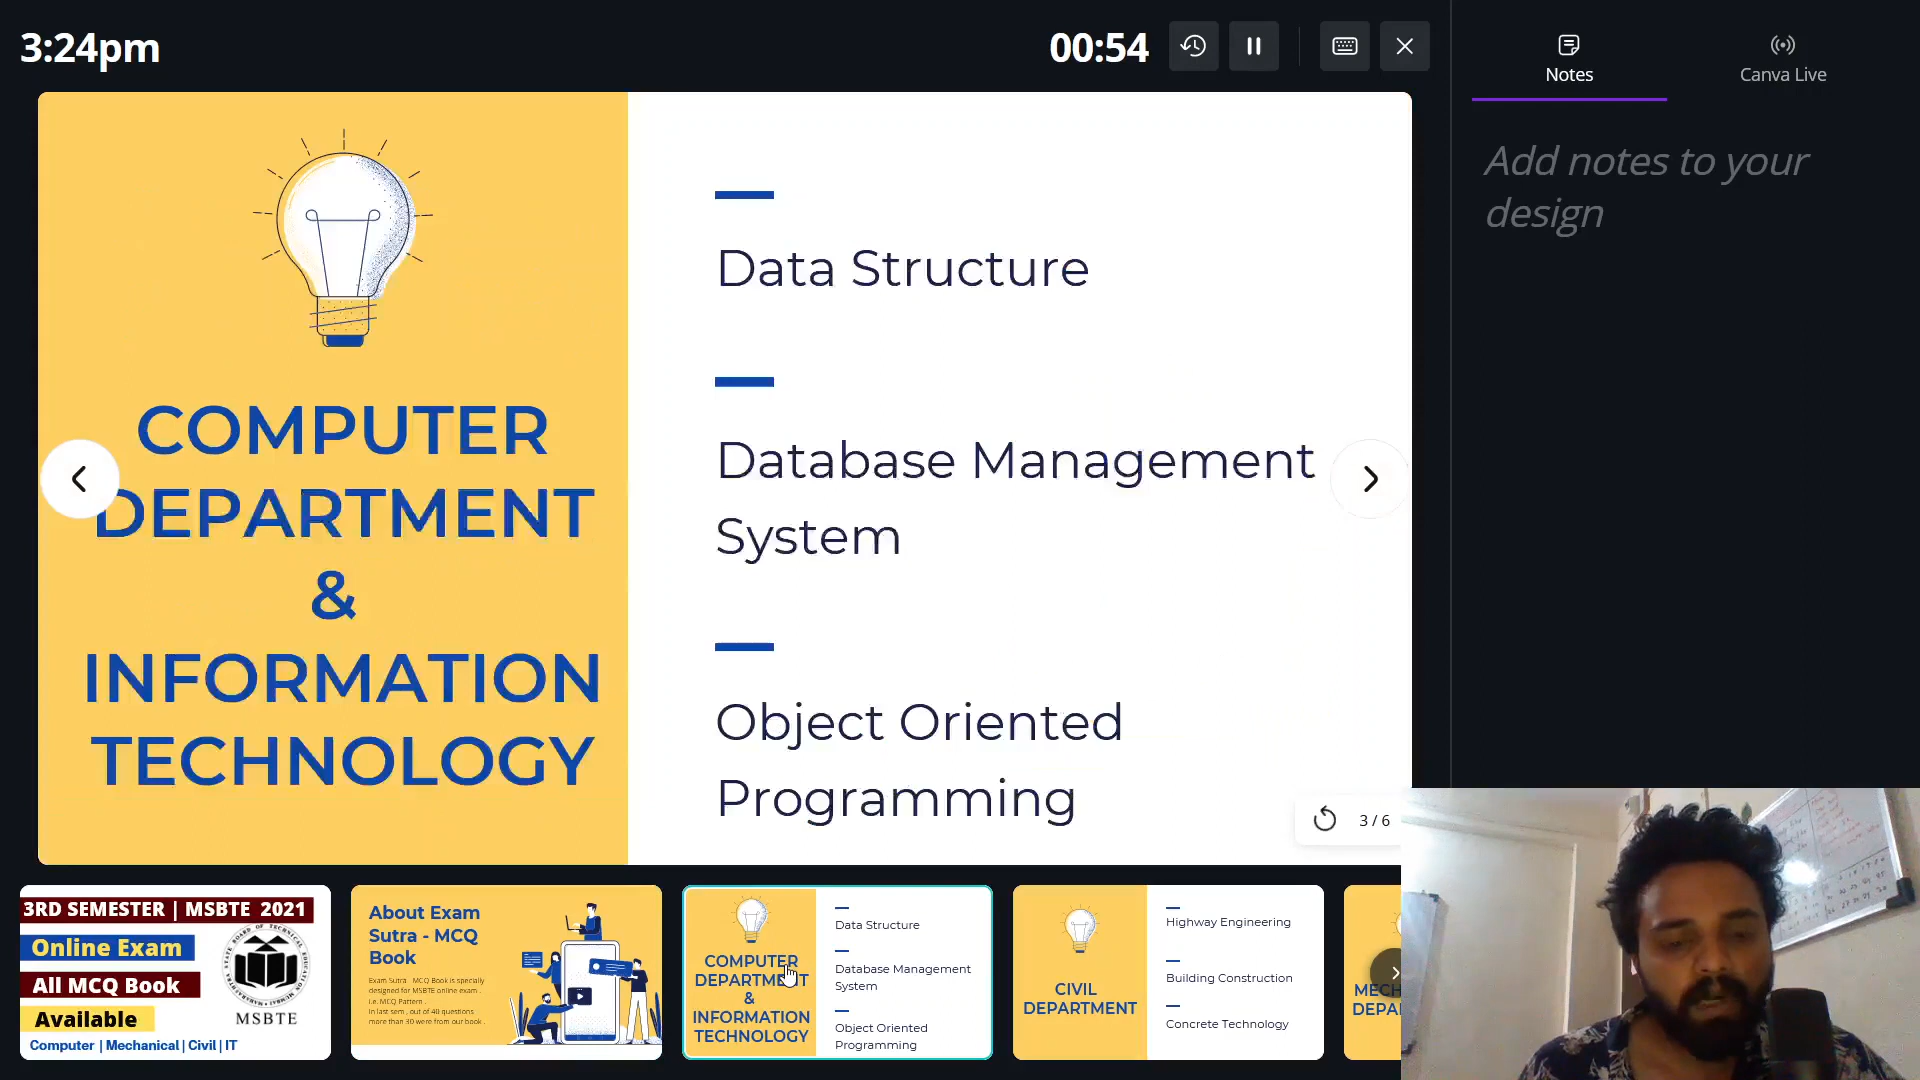 3:24pm
00:54
Notes
Canva Live
Add notes to your
design
COMPUTER
DEPARTMENT
&
INFORMATION
TECHNOLOGY
Data Structure
Database Management
System
Object Oriented
Programming
3 / 6
3RD SEMESTER | MSBTE 2021
Online Exam
All MCQ Book
Available
Computer | Mechanical | Civil | IT
MSBTE
About Exam
Sutra - MCQ
Book
Exam Sutra MCQ Book is specially
designed for MSBTE online exam .
i.e. MCQ Pattern .
In last sem , out of 40 questions
more than 30 were from our book .
COMPUTER
DEPARTMENT
&
INFORMATION
TECHNOLOGY
Data Structure
Database Management
System
Object Oriented
Programming
CIVIL
DEPARTMENT
Highway Engineering
Building Construction
Concrete Technology